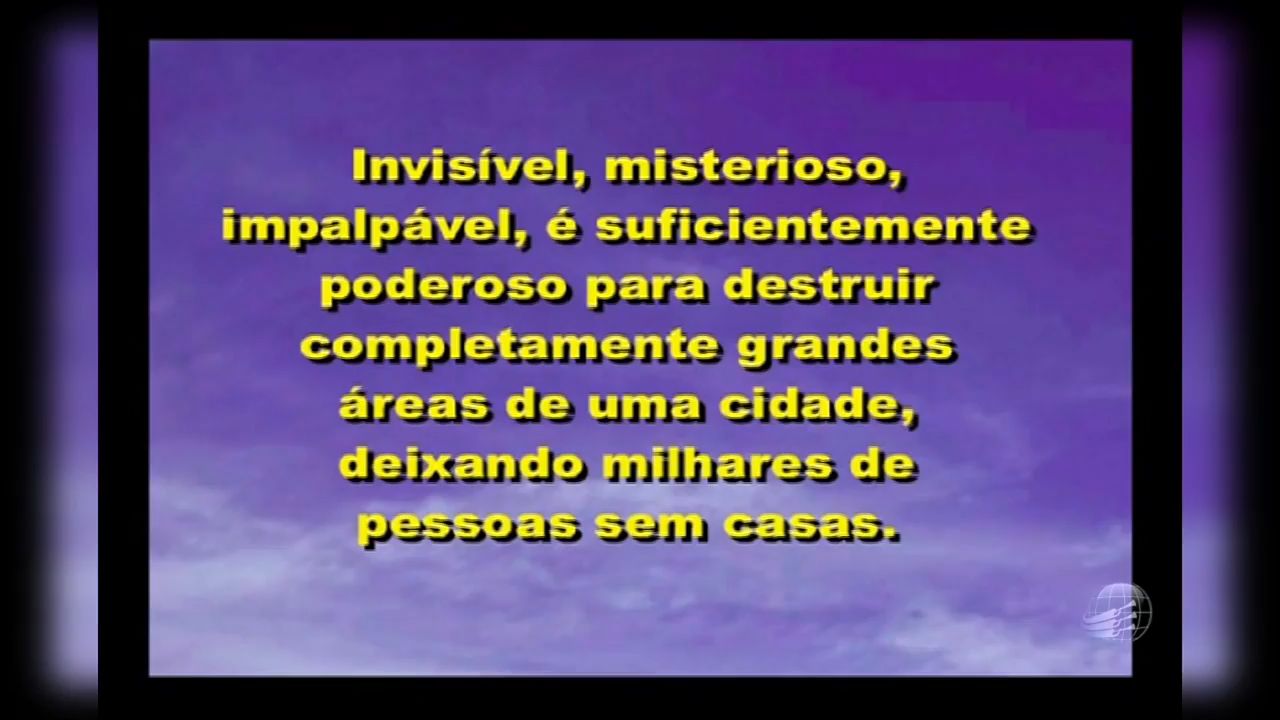 Invisível, misterioso,
impalpável, é suficientemente
poderoso para destruir
completamente grandes
áreas de uma cidade,
deixando milhares de
pessoas sem casas.